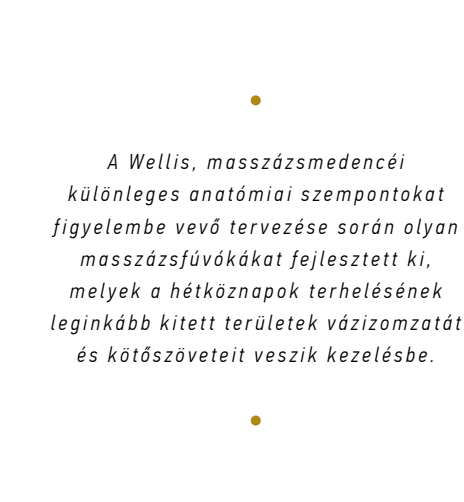 A Wellis, masszázsmedencéi
különleges anatómiai szempontokat
figyelembe vevő tervezése során olyan
masszázsfúvókákat fejlesztett ki,
melyek a hétköznapok terhelésének
leginkább kitett területek vázizomzatát
és kötőszöveteit veszik kezelésbe.